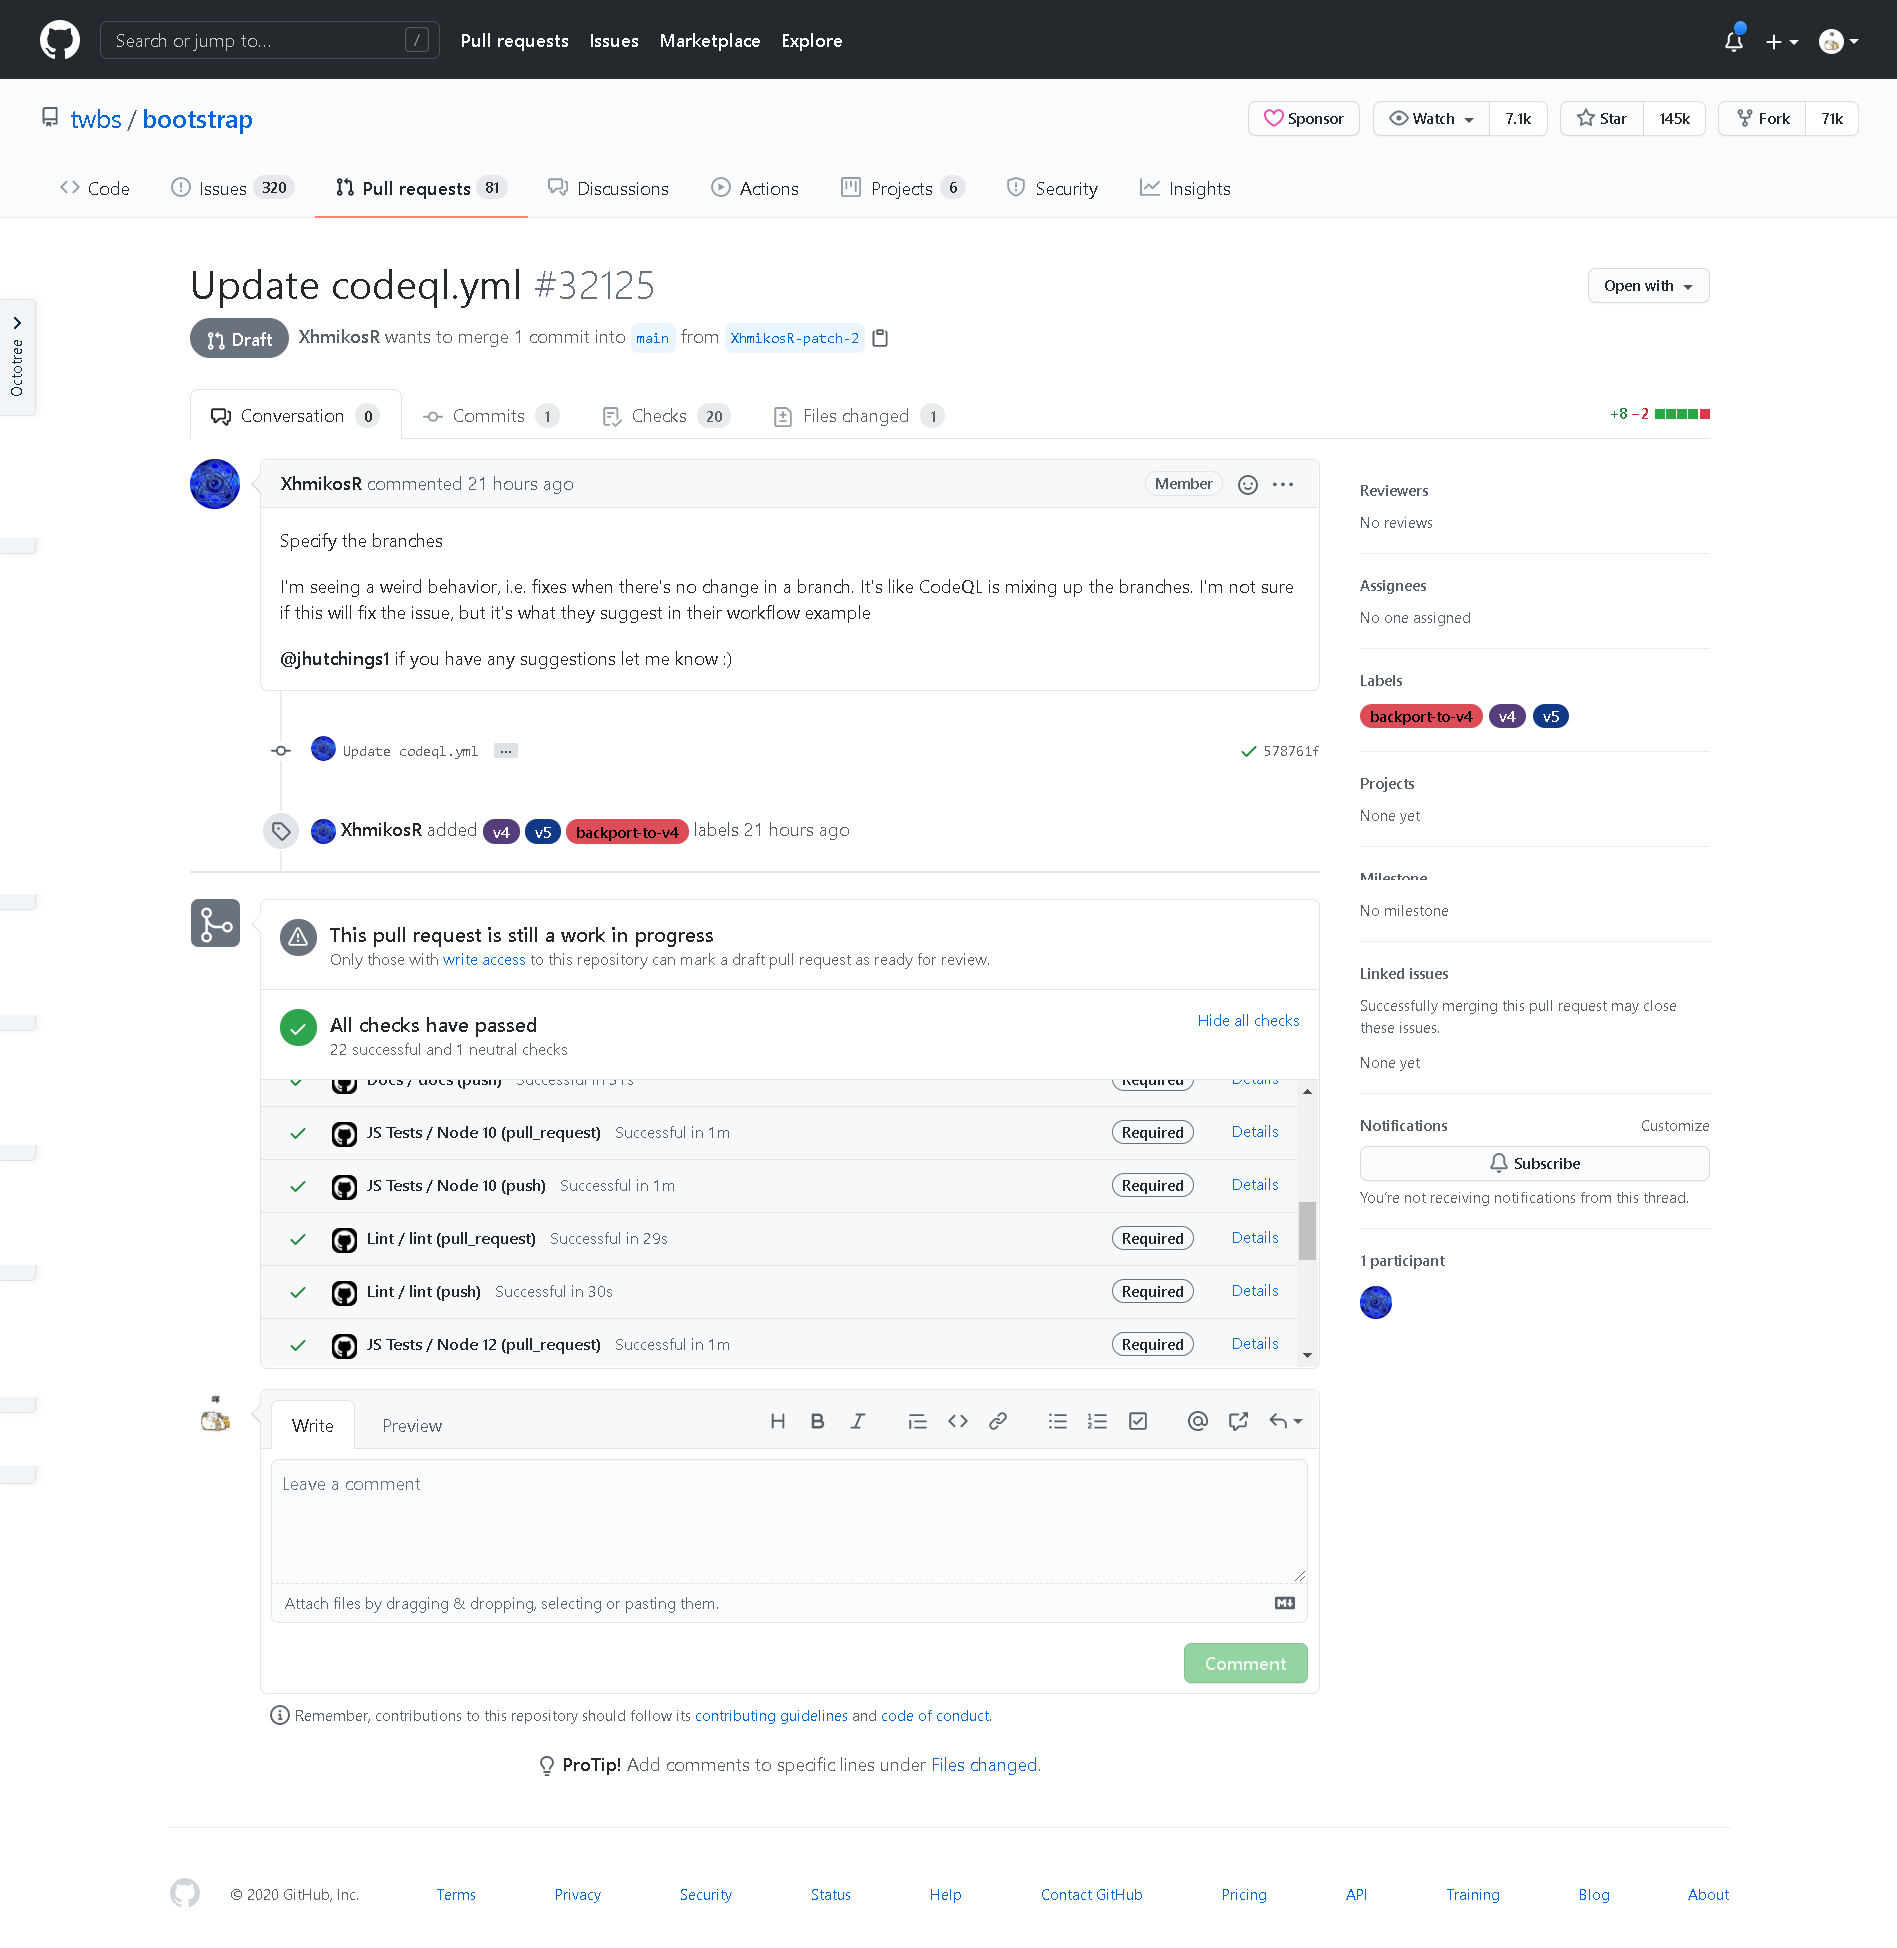 Search or jump to...
/
Pull requests
Issues
Marketplace
Explore
twbs / bootstrap
Sponsor
Watch
7.1k
Star
145k
Fork
71k
Code
Issues 320
Pull requests 81
Discussions
Actions
Projects 6
Security
Insights
Update codeql.yml #32125
Open with
Draft
XhmikosR wants to merge 1 commit into main from XhmikosR-patch-2
Octotree
Conversation 0
Commits 1
Checks 20
Files changed 1
+8 −2
XhmikosR commented 21 hours ago
Member
Specify the branches
I'm seeing a weird behavior, i.e. fixes when there's no change in a branch. It's like CodeQL is mixing up the branches. I'm not sure
if this will fix the issue, but it's what they suggest in their workflow example
@jhutchings1 if you have any suggestions let me know :)
Update codeql.yml ...
578761f
XhmikosR added v4 v5 backport-to-v4 labels 21 hours ago
This pull request is still a work in progress
Only those with write access to this repository can mark a draft pull request as ready for review.
All checks have passed
22 successful and 1 neutral checks
Hide all checks
Docs / docs (push) Successful in 51s Required Details
JS Tests / Node 10 (pull_request) Successful in 1m Required Details
JS Tests / Node 10 (push) Successful in 1m Required Details
Lint / lint (pull_request) Successful in 29s Required Details
Lint / lint (push) Successful in 30s Required Details
JS Tests / Node 12 (pull_request) Successful in 1m Required Details
Write
Preview
Leave a comment
Attach files by dragging & dropping, selecting or pasting them.
Comment
Remember, contributions to this repository should follow its contributing guidelines and code of conduct.
ProTip! Add comments to specific lines under Files changed.
Reviewers
No reviews
Assignees
No one assigned
Labels
backport-to-v4 v4 v5
Projects
None yet
Milestone
No milestone
Linked issues
Successfully merging this pull request may close
these issues.
None yet
Notifications
Customize
Subscribe
You're not receiving notifications from this thread.
1 participant
© 2020 GitHub, Inc.
Terms
Privacy
Security
Status
Help
Contact GitHub
Pricing
API
Training
Blog
About